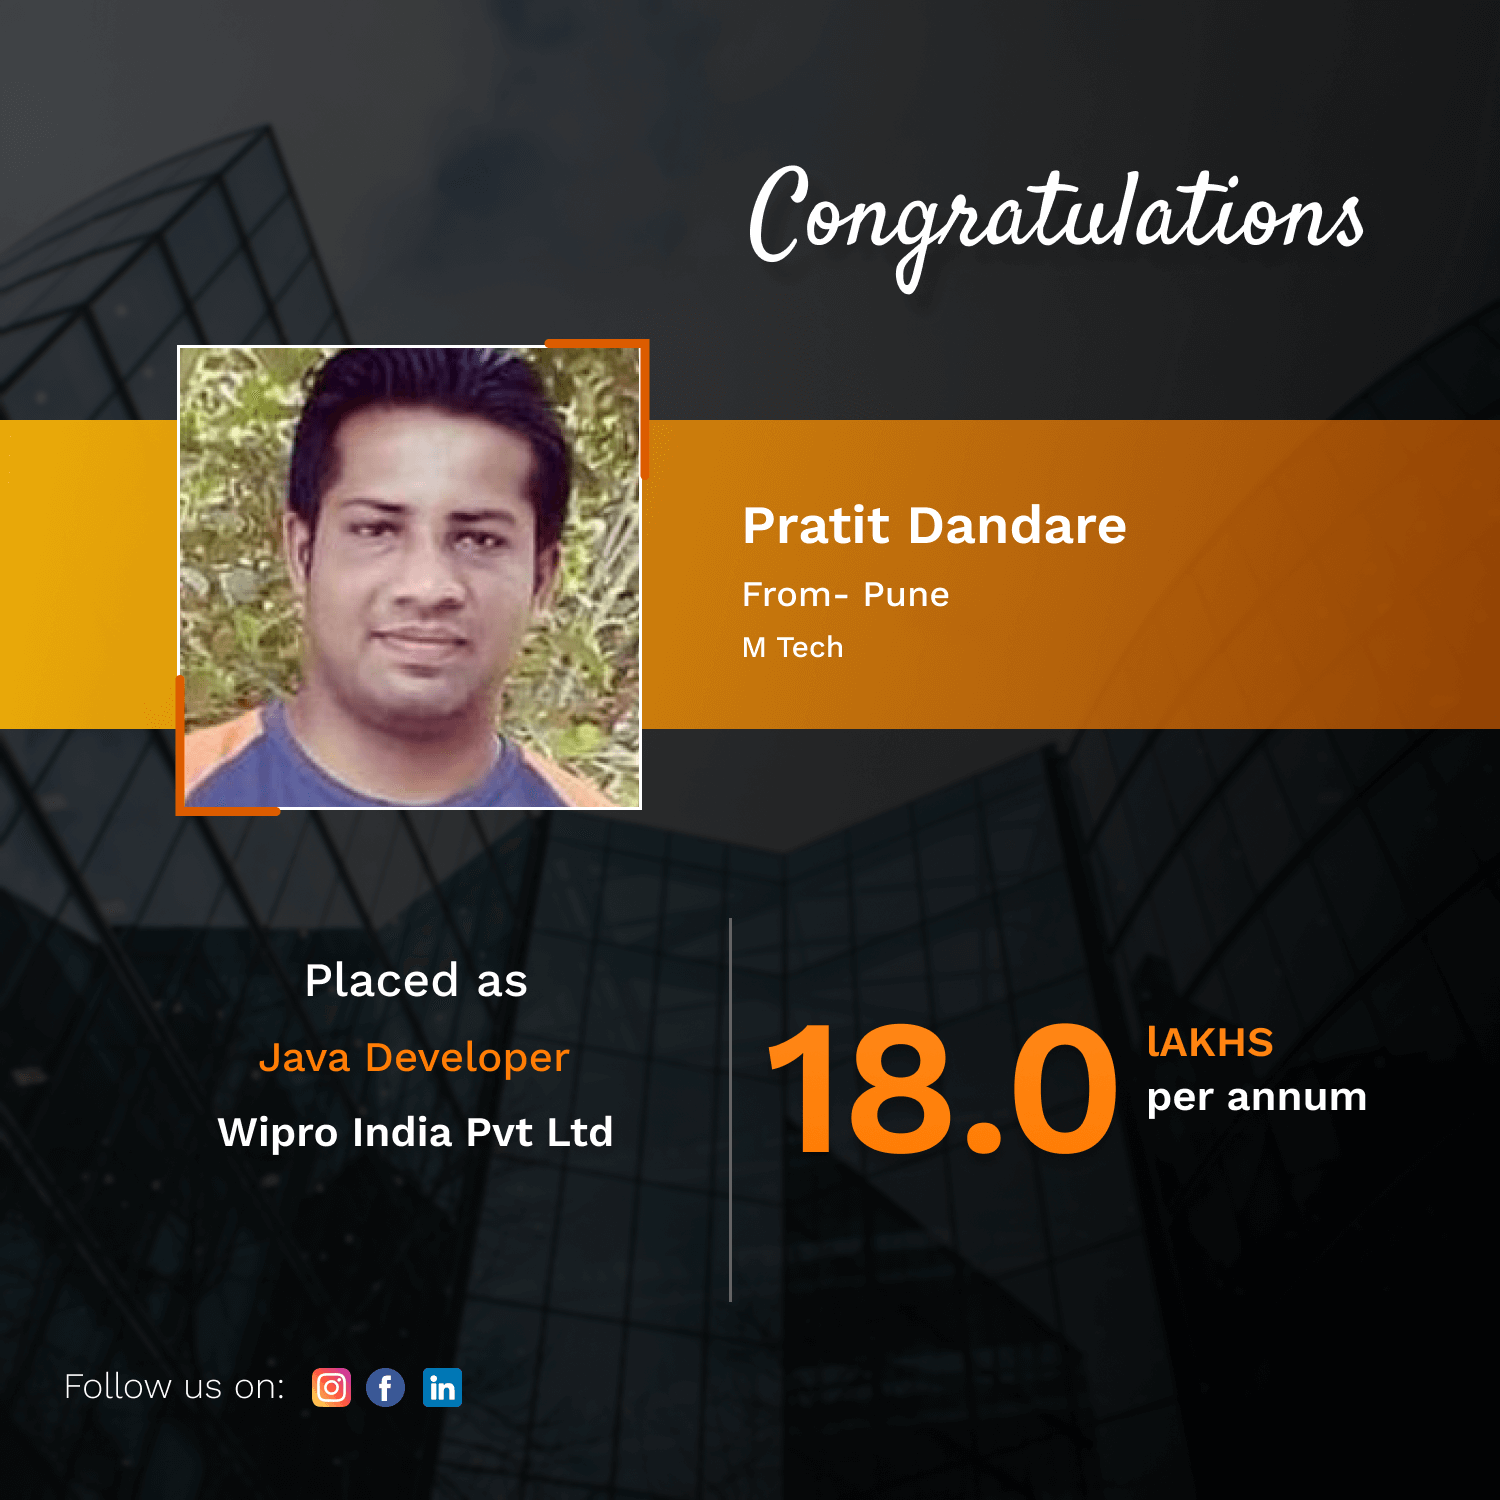 Congratulations
Pratit Dandare
From- Pune
M Tech
Placed as
Java Developer
Wipro India Pvt Ltd
18.0
lAKHS
per annum
Follow us on: